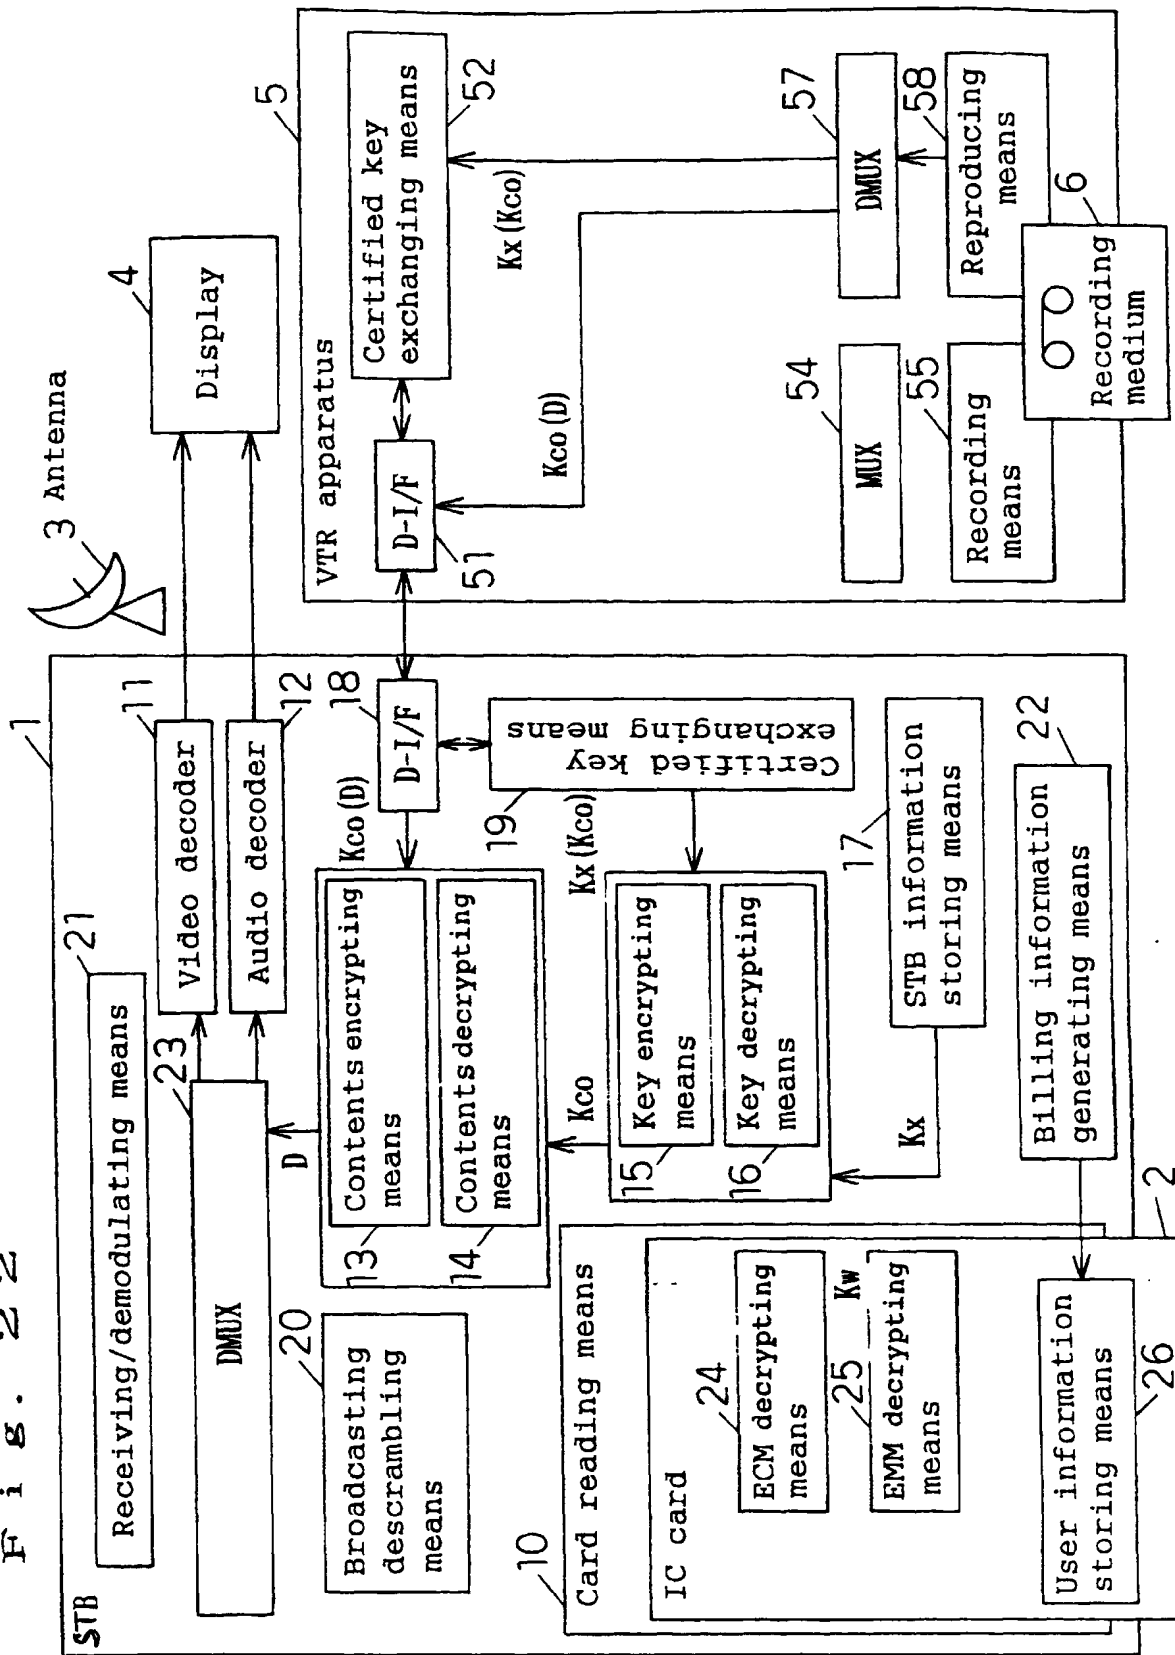 Fig. 22
STB
1
Receiving/demodulating means
21
DMUX
23
Video decoder
11
Audio decoder
12
3 Antenna
4
Display
Broadcasting
descrambling
means
20
D
Contents encrypting
means
13
Contents decrypting
means
14
Kco(D)
D-I/F
18
Certified key
exchanging means
19
Kx(Kco)
Kco
Key encrypting
means
15
Key decrypting
means
16
Kx
STB information
storing means
17
Billing information
generating means
22
10
Card reading means
IC card
2
ECM decrypting
means
24
Kw
EMM decrypting
means
25
User information
storing means
26
5
VTR apparatus
D-I/F
51
Certified key
exchanging means
52
Kx(Kco)
Kco(D)
MUX
54
DMUX
57
Recording
means
55
Reproducing
means
58
Recording
medium
6